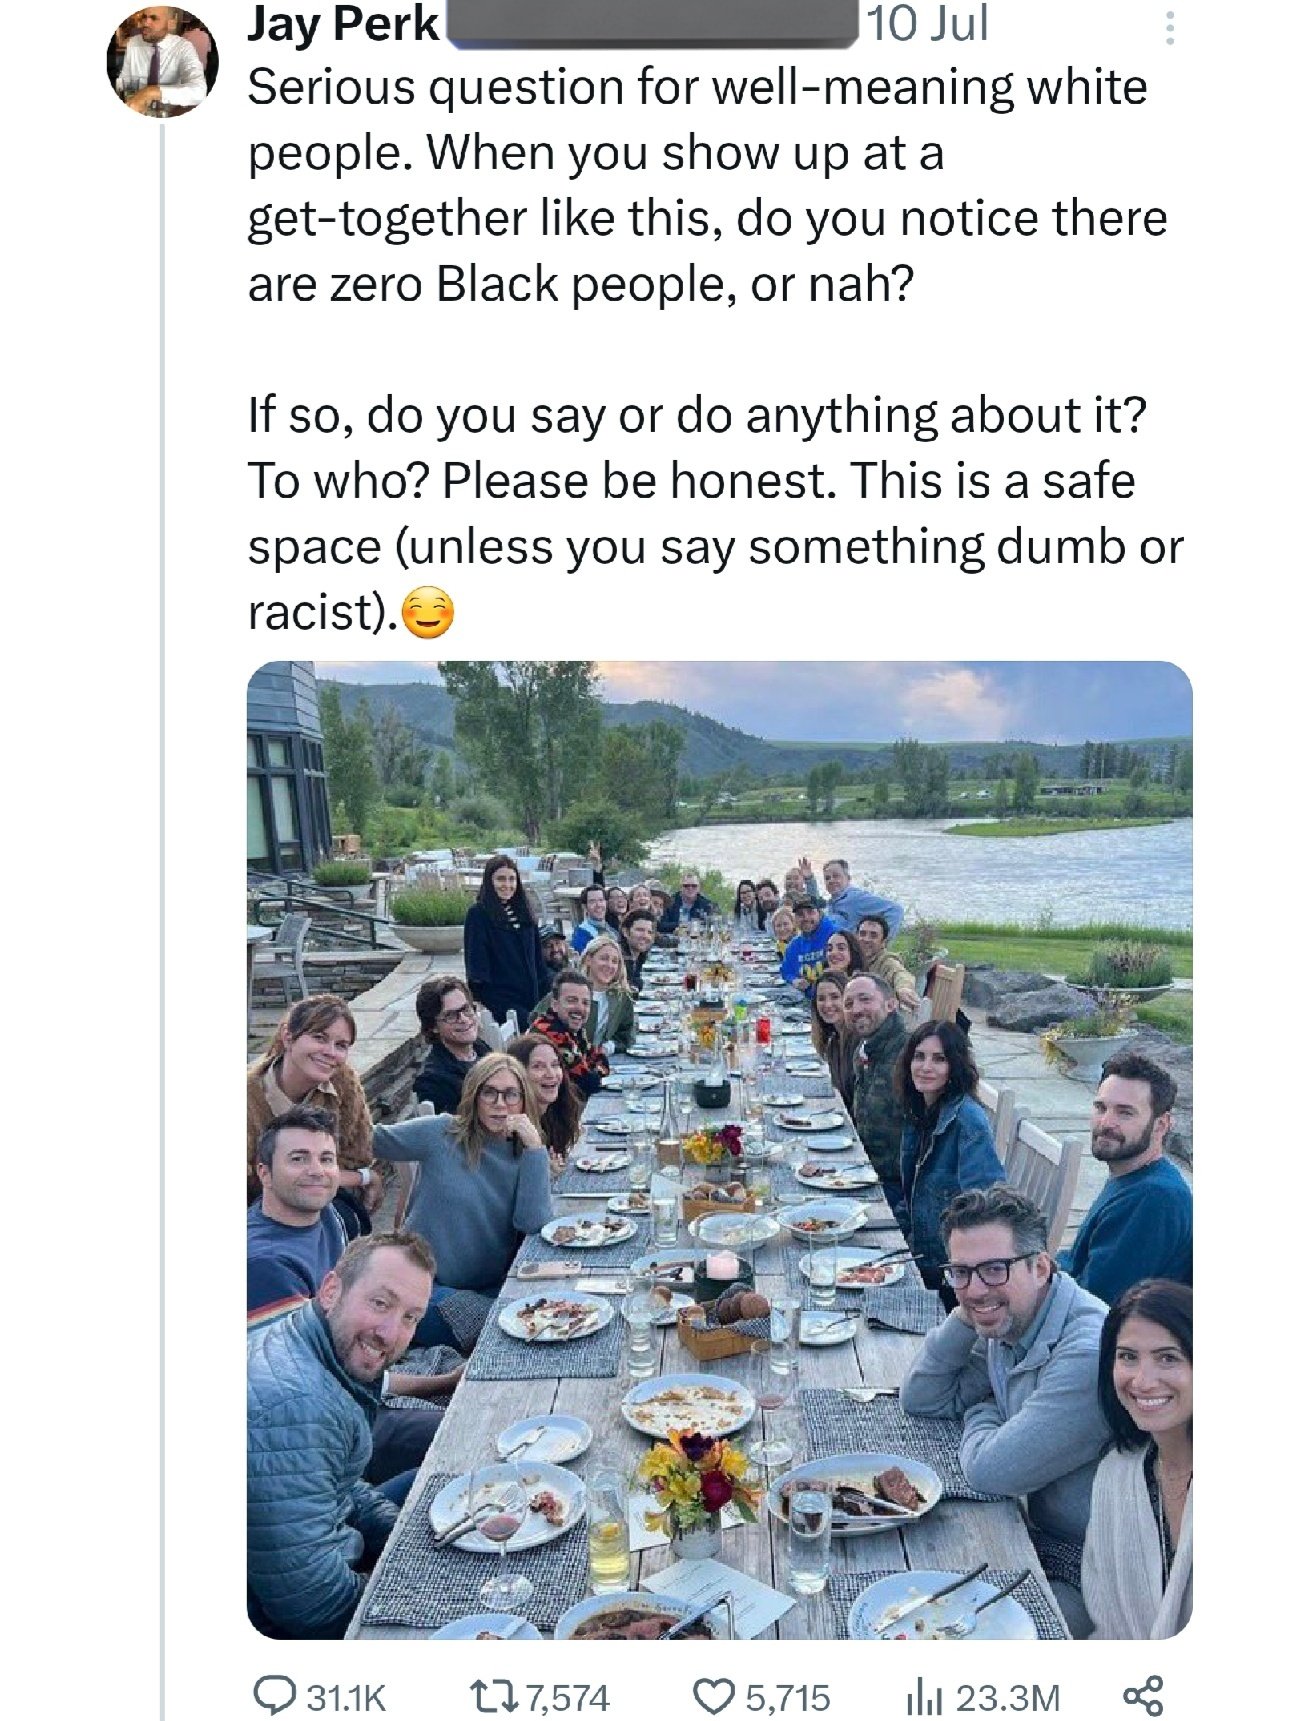 Jay Perk 10 Jul
Serious question for well-meaning white
people. When you show up at a
get-together like this, do you notice there
are zero Black people, or nah?
If so, do you say or do anything about it?
To who? Please be honest. This is a safe
space (unless you say something dumb or
racist).😊
31.1K 7,574 5,715 23.3M